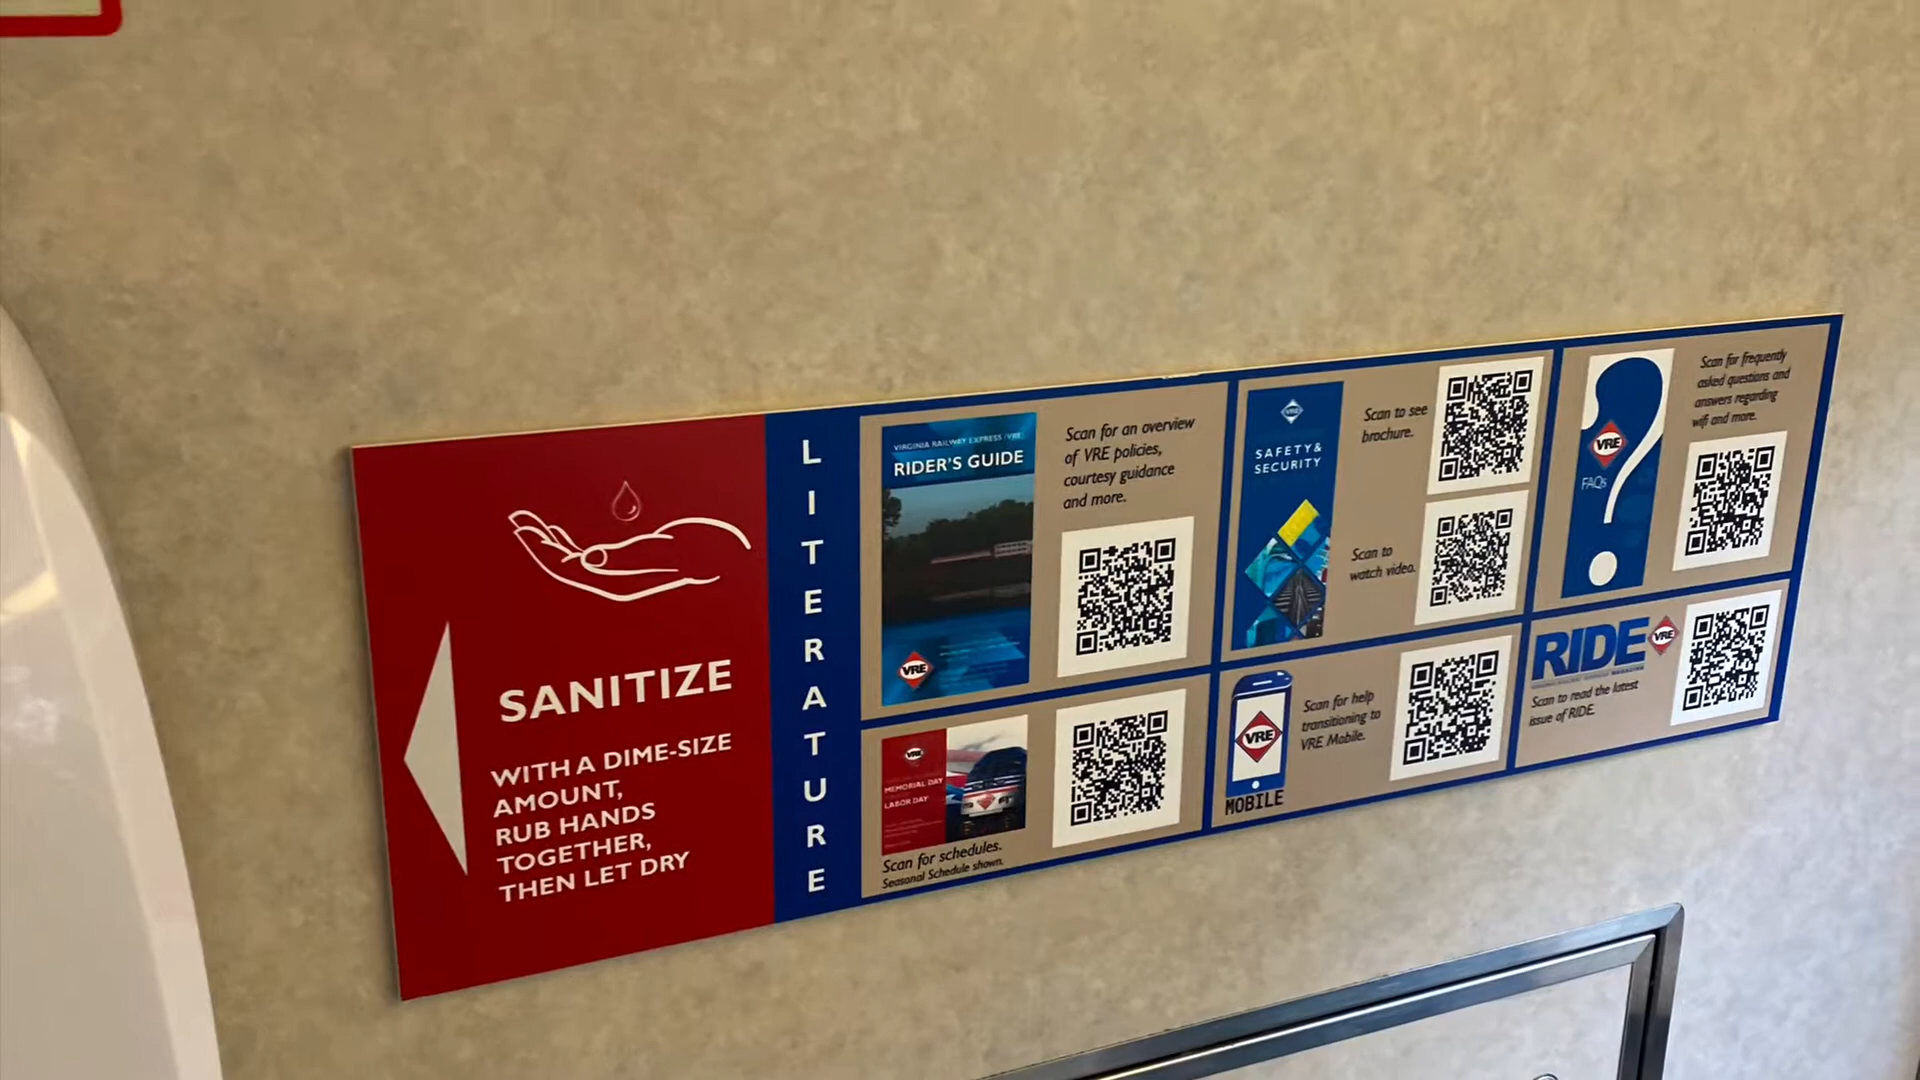 SANITIZE
WITH A DIME-SIZE
AMOUNT,
RUB HANDS
TOGETHER,
THEN LET DRY
LITERATURE
VIRGINIA RAILWAY EXPRESS (VRE)
RIDER'S GUIDE
VRE
Scan for an overview
of VRE policies,
courtesy guidance
and more.
VRE
MEMORIAL DAY
LABOR DAY
Scan for schedules.
Seasonal Schedule shown.
VRE
SAFETY &
SECURITY
Scan to see
brochure.
Scan to
watch video.
VRE
MOBILE
Scan for help
transitioning to
VRE Mobile.
VRE
FAQs
Scan for frequently
asked questions and
answers regarding
wifi and more.
RIDE
VRE
MAGAZINE
Scan to read the latest
issue of RIDE.